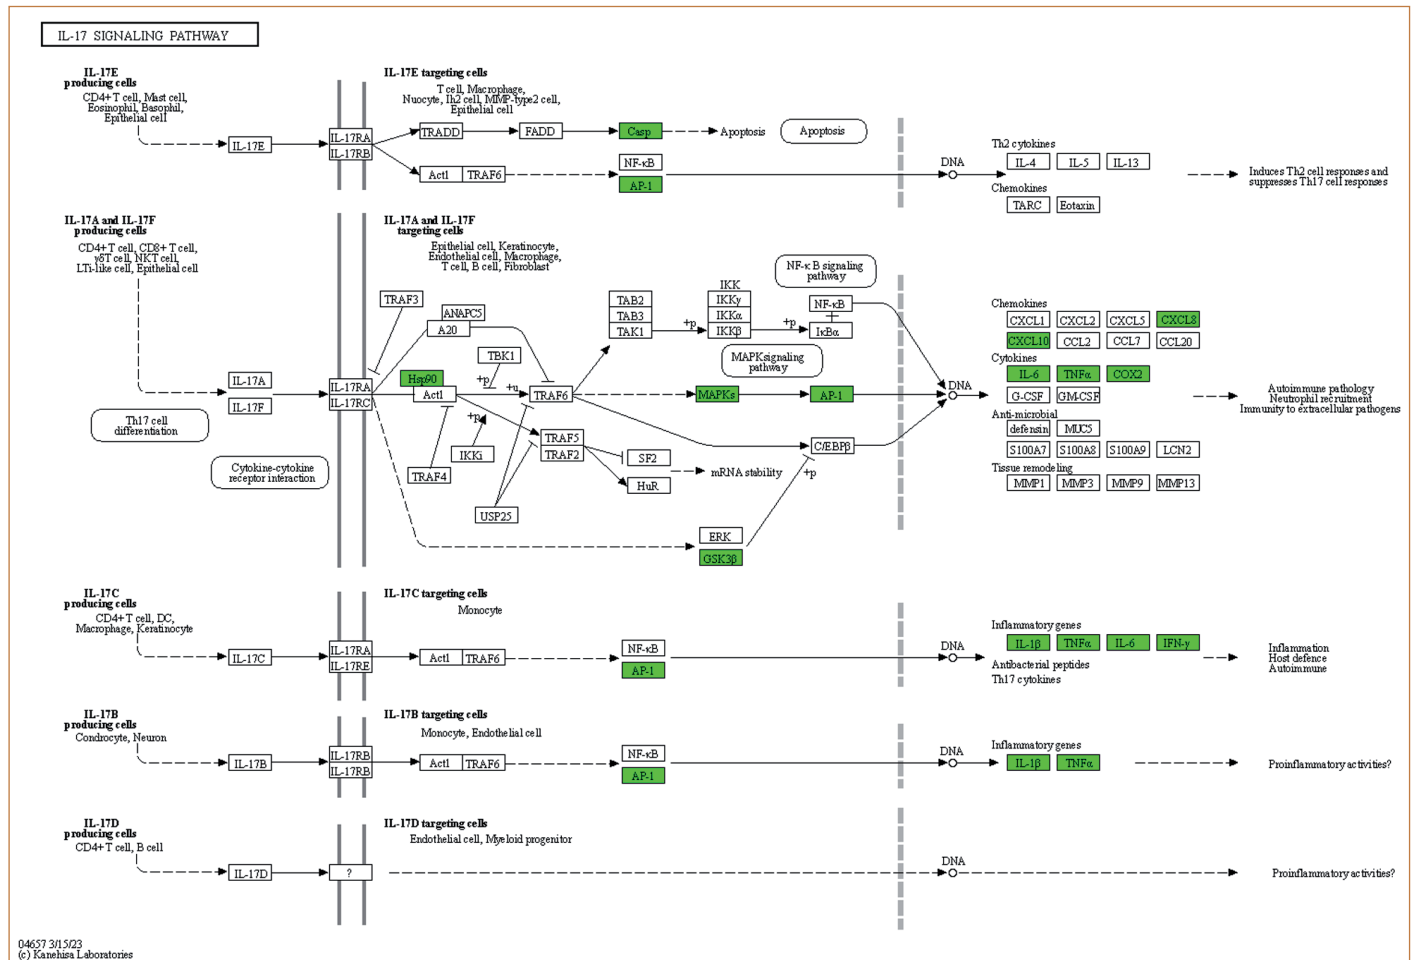 IL-17 SIGNALING PATHWAY
IL-17E
producing cells
CD4+ T cell, Mast cell,
Eosinophil, Basophil,
Epithelial cell
IL-17E targeting cells
T cell, Macrophage,
Nuocyte, Ih2 cell, MMP-type2 cell,
Epithelial cell
IL-17E
IL-17RA
IL-17RB
TRADD
FADD
Casp
Apoptosis
Apoptosis
Act1
TRAF6
NF-κB
AP-1
DNA
Th2 cytokines
IL-4
IL-5
IL-13
Chemokines
TARC
Eotaxin
Induces Th2 cell responses and
suppresses Th17 cell responses
IL-17A and IL-17F
producing cells
CD4+ T cell, CD8+ T cell,
γδT cell, NKT cell,
LTi-like cell, Epithelial cell
IL-17A and IL-17F
targeting cells
Epithelial cell, Keratinocyte,
Endothelial cell, Macrophage,
T cell, B cell, Fibroblast
NF-κB signaling
pathway
TRAF3
ANAPC5
A20
TBK1
+p
TAB2
TAB3
TAK1
+p
IKK
IKKγ
IKKα
IKKβ
+p
NF-κB
IκBα
MAPK signaling
pathway
IL-17A
IL-17F
IL-17RA
IL-17RC
Hsp90
Act1
+u
TRAF6
MAPKs
AP-1
DNA
Th17 cell
differentiation
Cytokine-cytokine
receptor interaction
TRAF4
+p
IKKi
TRAF5
TRAF2
USP25
SF2
HuR
mRNA stability
C/EBPβ
+p
ERK
GSK3β
Chemokines
CXCL1
CXCL2
CXCL5
CXCL8
CXCL10
CCL2
CCL7
CCL20
Cytokines
IL-6
TNFα
COX2
G-CSF
GM-CSF
Anti-microbial
defensin
MUC5
S100A7
S100A8
S100A9
LCN2
Tissue remodeling
MMP1
MMP3
MMP9
MMP13
Autoimmune pathology
Neutrophil recruitment
Immunity to extracellular pathogens
IL-17C
producing cells
CD4+ T cell, DC,
Macrophage, Keratinocyte
IL-17C targeting cells
Monocyte
IL-17C
IL-17RA
IL-17RE
Act1
TRAF6
NF-κB
AP-1
DNA
Inflammatory genes
IL-1β
TNFα
IL-6
IFN-γ
Antibacterial peptides
Th17 cytokines
Inflammation
Host defence
Autoimmune
IL-17B
producing cells
Condrocyte, Neuron
IL-17B targeting cells
Monocyte, Endothelial cell
IL-17B
IL-17RB
IL-17RB
Act1
TRAF6
NF-κB
AP-1
DNA
Inflammatory genes
IL-1β
TNFα
Proinflammatory activities?
IL-17D
producing cells
CD4+ T cell, B cell
IL-17D targeting cells
Endothelial cell, Myeloid progenitor
IL-17D
?
DNA
Proinflammatory activities?
04657 3/15/23
(c) Kanehisa Laboratories